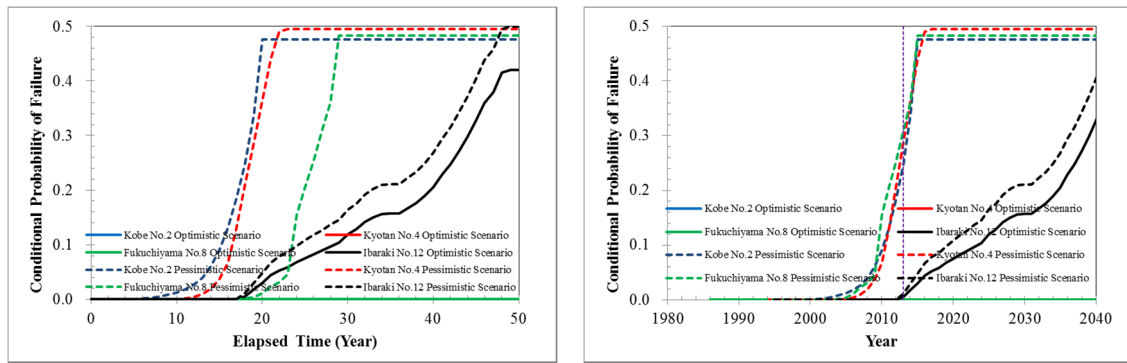 0.5
0.4
0.3
0.2
0.1
0.0
Conditional Probability of Failure
Kobe No.2 Optimistic Scenario
Kyotan No.4 Optimistic Scenario
Fukuchiyama No.8 Optimistic Scenario
Ibaraki No.12 Optimistic Scenario
Kobe No.2 Pessimistic Scenario
Kyotan No.4 Pessimistic Scenario
Fukuchiyama No.8 Pessimistic Scenario
Ibaraki No.12 Pessimistic Scenario
0 10 20 30 40 50
Elapsed Time (Year)
0.5
0.4
0.3
0.2
0.1
0.0
Conditional Probability of Failure
Kobe No.2 Optimistic Scenario
Kyotan No.4 Optimistic Scenario
Fukuchiyama No.8 Optimistic Scenario
Ibaraki No.12 Optimistic Scenario
Kobe No.2 Pessimistic Scenario
Kyotan No.4 Pessimistic Scenario
Fukuchiyama No.8 Pessimistic Scenario
Ibaraki No.12 Pessimistic Scenario
1980 1990 2000 2010 2020 2030 2040
Year